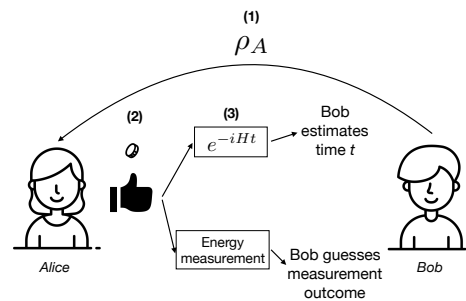 (1)
ρ_A
(2)
(3)
e^{-iHt}
Bob
estimates
time t
Energy
measurement
Bob guesses
measurement
outcome
Alice
Bob